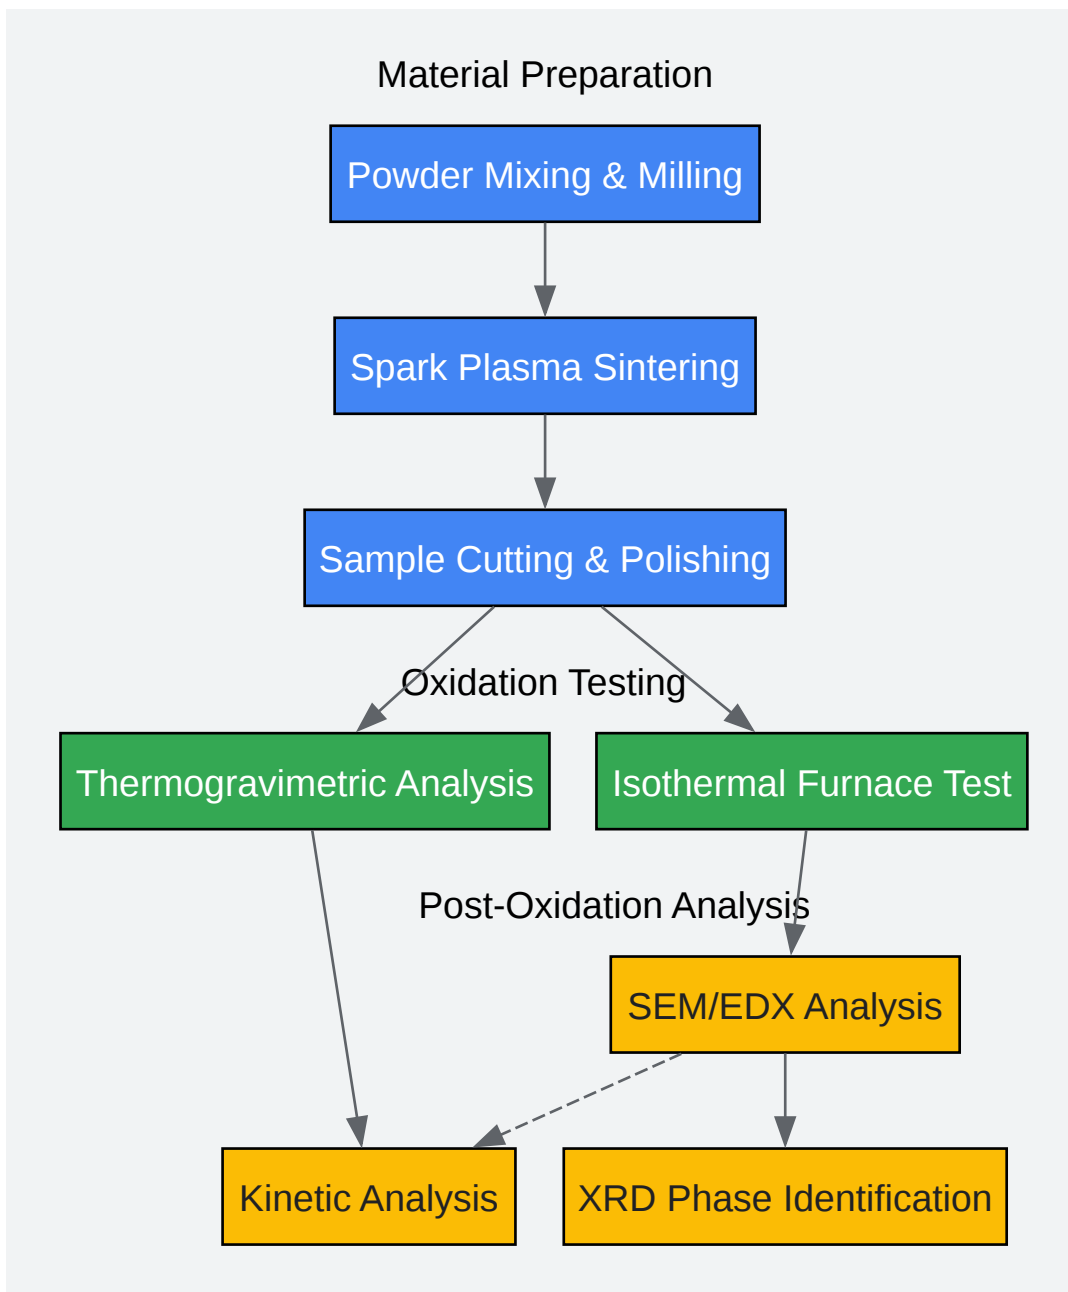 Material Preparation
Powder Mixing & Milling
Spark Plasma Sintering
Sample Cutting & Polishing
Oxidation Testing
Thermogravimetric Analysis
Isothermal Furnace Test
Post-Oxidation Analysis
SEM/EDX Analysis
Kinetic Analysis
XRD Phase Identification